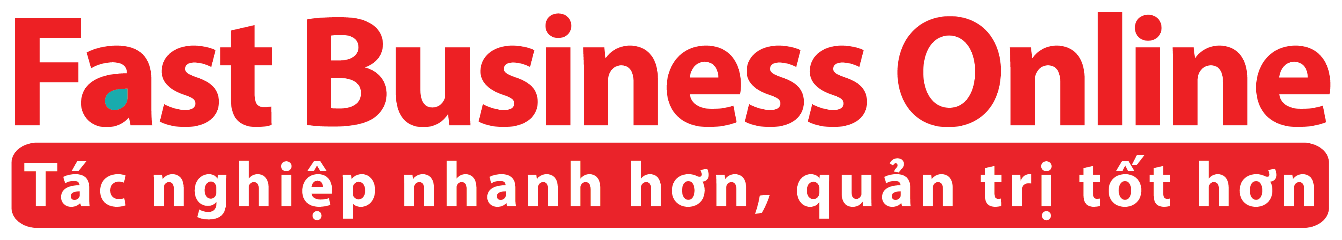 Fast Business Online
Tác nghiệp nhanh hơn, quản trị tốt hơn